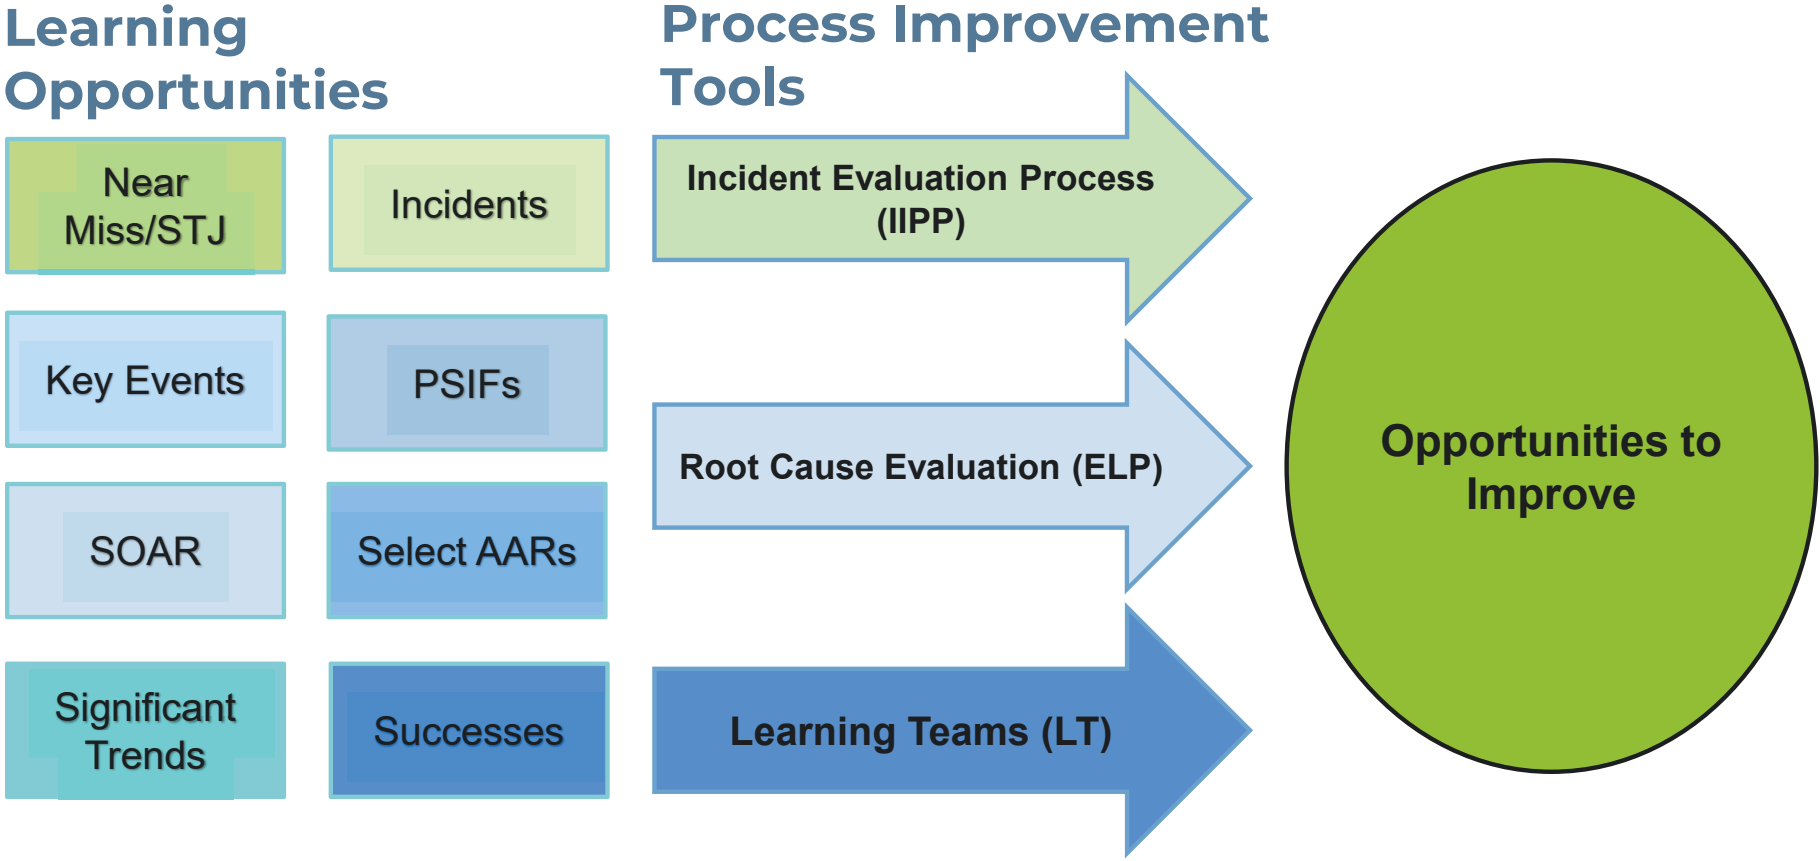 Learning
Opportunities
Process Improvement
Tools
Near
Miss/STJ
Incidents
Incident Evaluation Process
(IIPP)
Key Events
PSIFs
Root Cause Evaluation (ELP)
Opportunities to
Improve
SOAR
Select AARs
Significant
Trends
Successes
Learning Teams (LT)